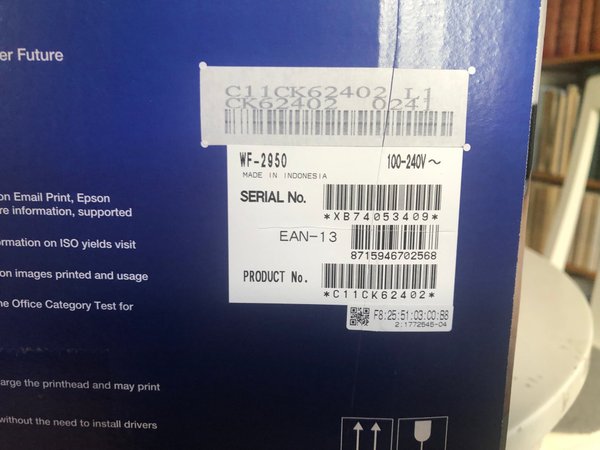 er Future
C11CK62402 L1
CK62402 0241
WF-2950 100-240V～
MADE IN INDONESIA
SERIAL No.
*XB74053409*
EAN-13
8715946702568
PRODUCT No.
*C11CK62402*
F8:25:51:03:C0:B8
2:1772545-04
on Email Print, Epson
re information, supported
ormation on ISO yields visit
on images printed and usage
ne Office Category Test for
arge the printhead and may print
without the need to install drivers